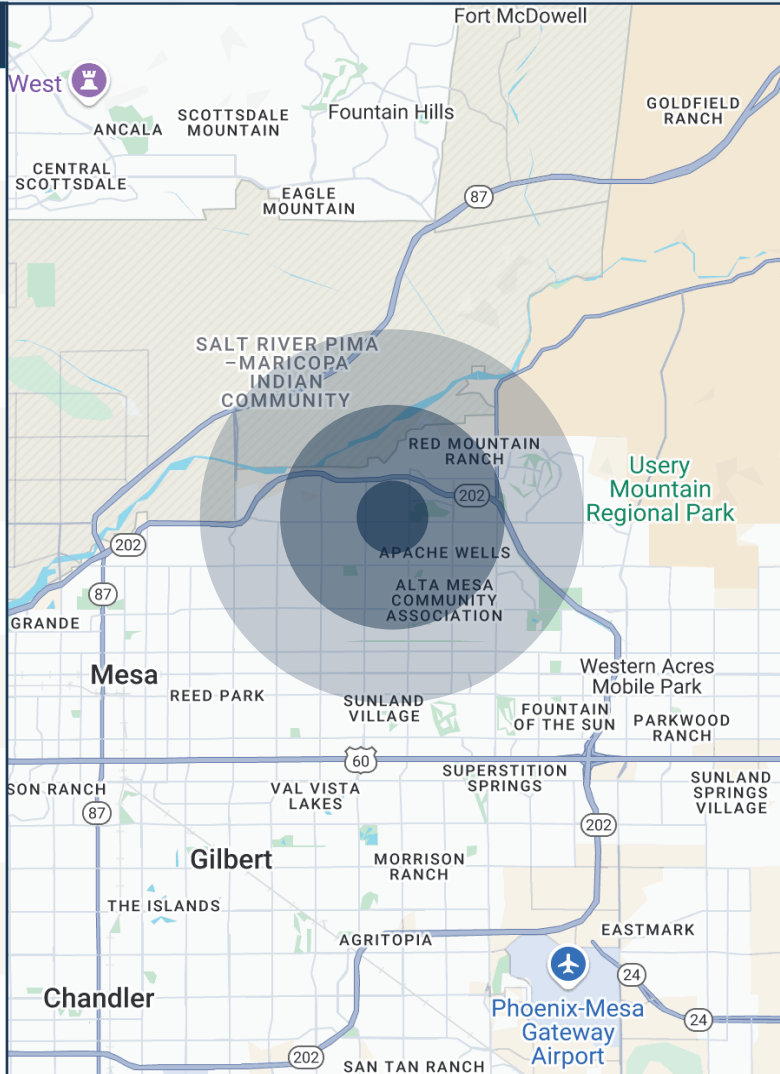 Fort McDowell
West
GOLDFIELD
RANCH
Fountain Hills
SCOTTSDALE
MOUNTAIN
ANCALA
CENTRAL
SCOTTSDALE
EAGLE
MOUNTAIN
87
SALT RIVER PIMA
–MARICOPA
INDIAN
COMMUNITY
RED MOUNTAIN
RANCH
Usery
Mountain
Regional Park
202
202
APACHE WELLS
87
ALTA MESA
COMMUNITY
ASSOCIATION
GRANDE
Mesa
Western Acres
Mobile Park
REED PARK
SUNLAND
VILLAGE
FOUNTAIN
OF THE SUN
PARKWOOD
RANCH
60
SUPERSTITION
SPRINGS
SUNLAND
SPRINGS
VILLAGE
SON RANCH
VAL VISTA
LAKES
87
202
Gilbert
MORRISON
RANCH
THE ISLANDS
AGRITOPIA
EASTMARK
24
Chandler
Phoenix-Mesa
Gateway
Airport
24
202
SAN TAN RANCH